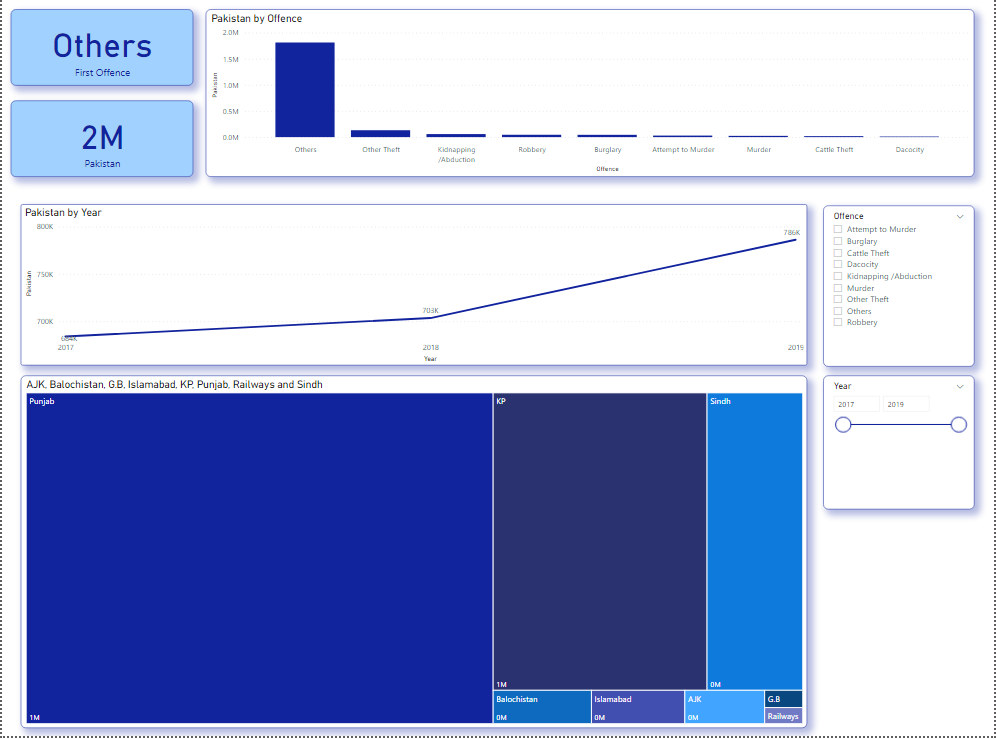 Others
First Offence
2M
Pakistan
Pakistan by Offence
2.0M
1.5M
1.0M
0.5M
0.0M
Pakistan
Others
Other Theft
Kidnapping
/Abduction
Robbery
Burglary
Attempt to Murder
Murder
Cattle Theft
Dacocity
Offence
Pakistan by Year
800K
750K
700K
Pakistan
684K
703K
786K
2017
2018
2019
Year
Offence
Attempt to Murder
Burglary
Cattle Theft
Dacocity
Kidnapping /Abduction
Murder
Other Theft
Others
Robbery
AJK, Balochistan, G.B, Islamabad, KP, Punjab, Railways and Sindh
Punjab
1M
KP
1M
Sindh
0M
Balochistan
0M
Islamabad
0M
AJK
0M
G.B
Railways
Year
2017
2019